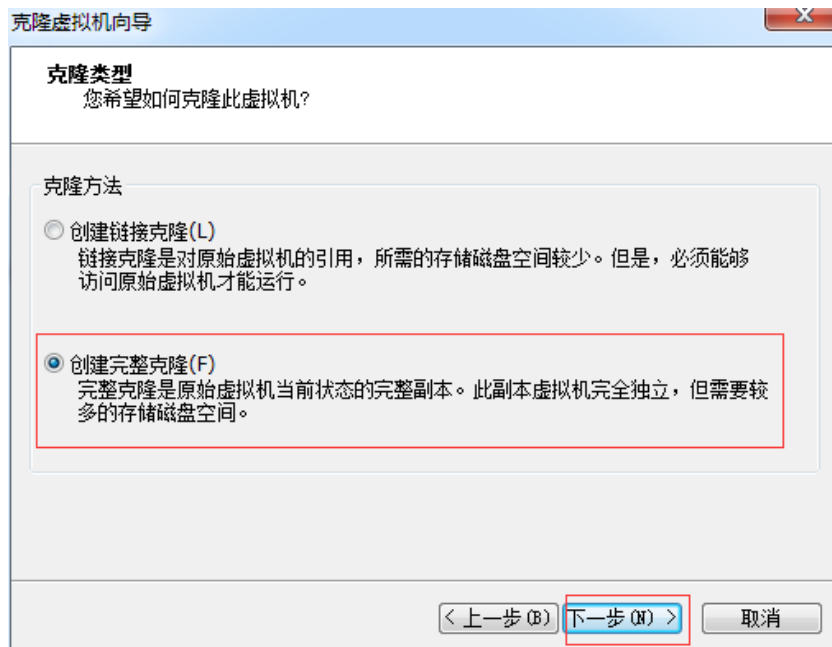 克隆虚拟机向导
X
克隆类型
您希望如何克隆此虚拟机?
克隆方法
创建链接克隆(L)
链接克隆是对原始虚拟机的引用，所需的存储磁盘空间较少。但是，必须能够
访问原始虚拟机才能运行。
创建完整克隆(F)
完整克隆是原始虚拟机当前状态的完整副本。此副本虚拟机完全独立，但需要较
多的存储磁盘空间。
< 上一步(B) 下一步(N) > 取消